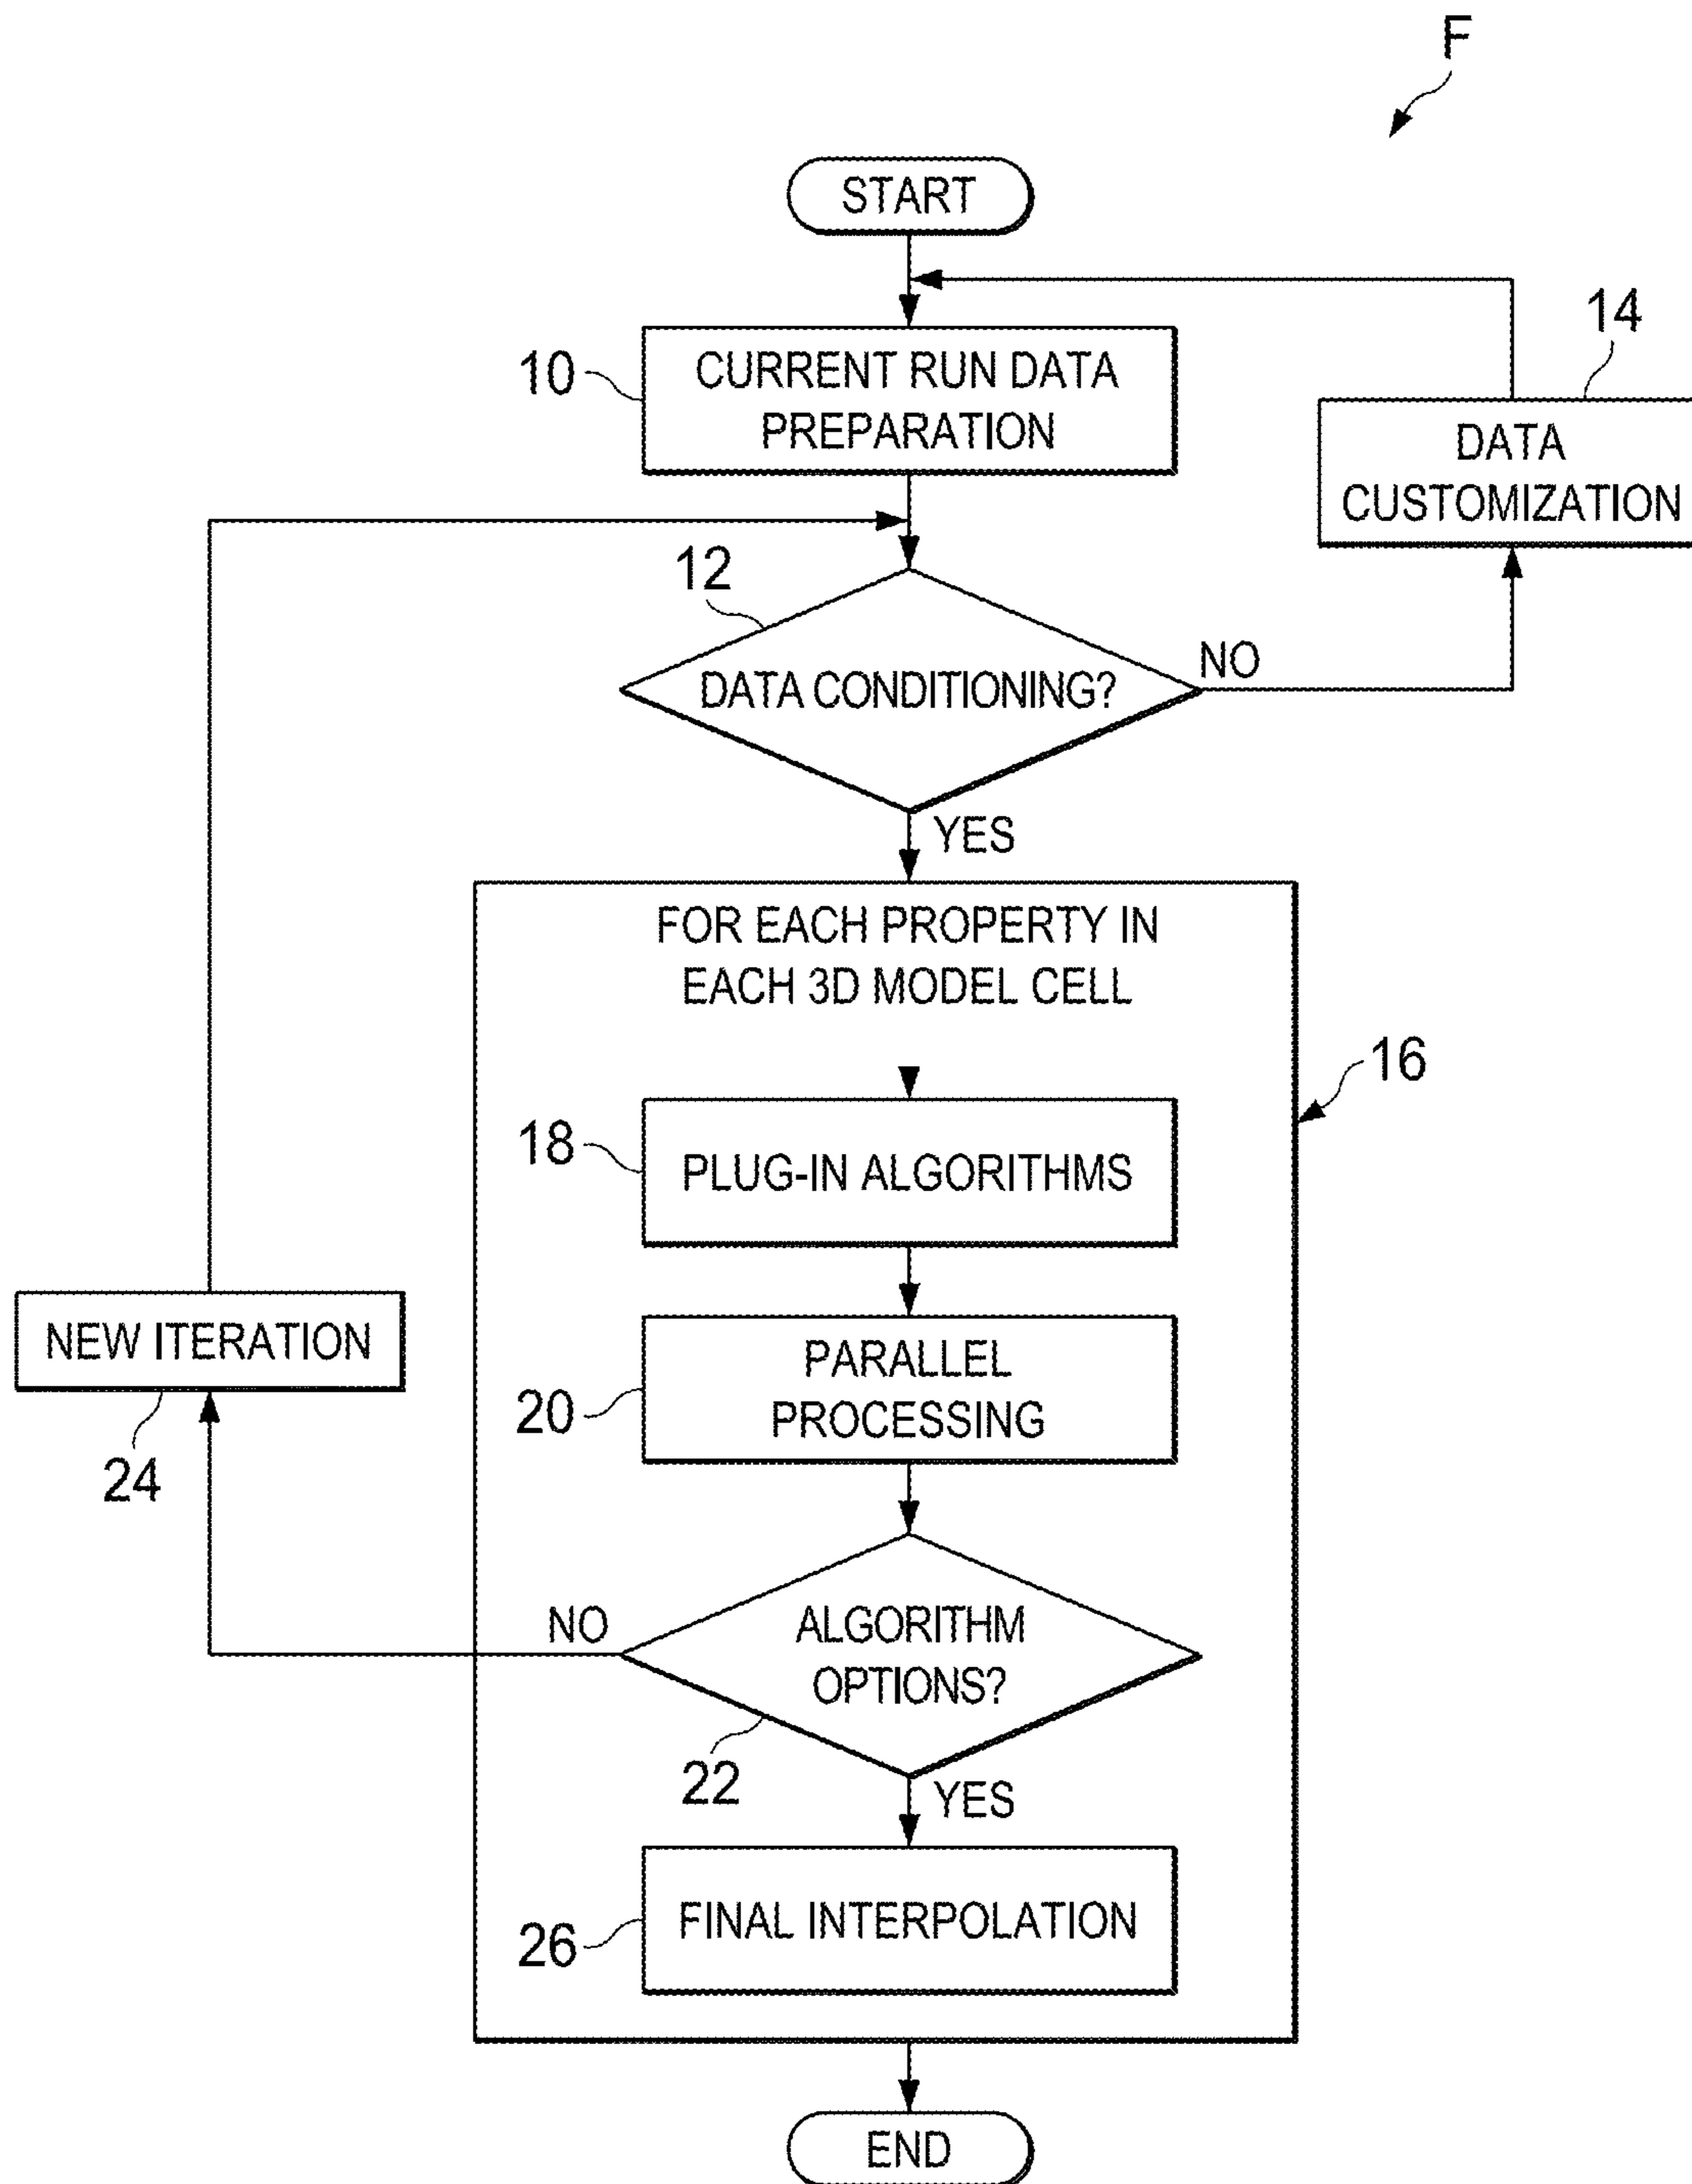 F
START
10
CURRENT RUN DATA
PREPARATION
14
DATA
CUSTOMIZATION
12
DATA CONDITIONING?
NO
YES
FOR EACH PROPERTY IN
EACH 3D MODEL CELL
16
18
PLUG-IN ALGORITHMS
NEW ITERATION
24
20
PARALLEL
PROCESSING
NO
ALGORITHM
OPTIONS?
22
YES
26
FINAL INTERPOLATION
END